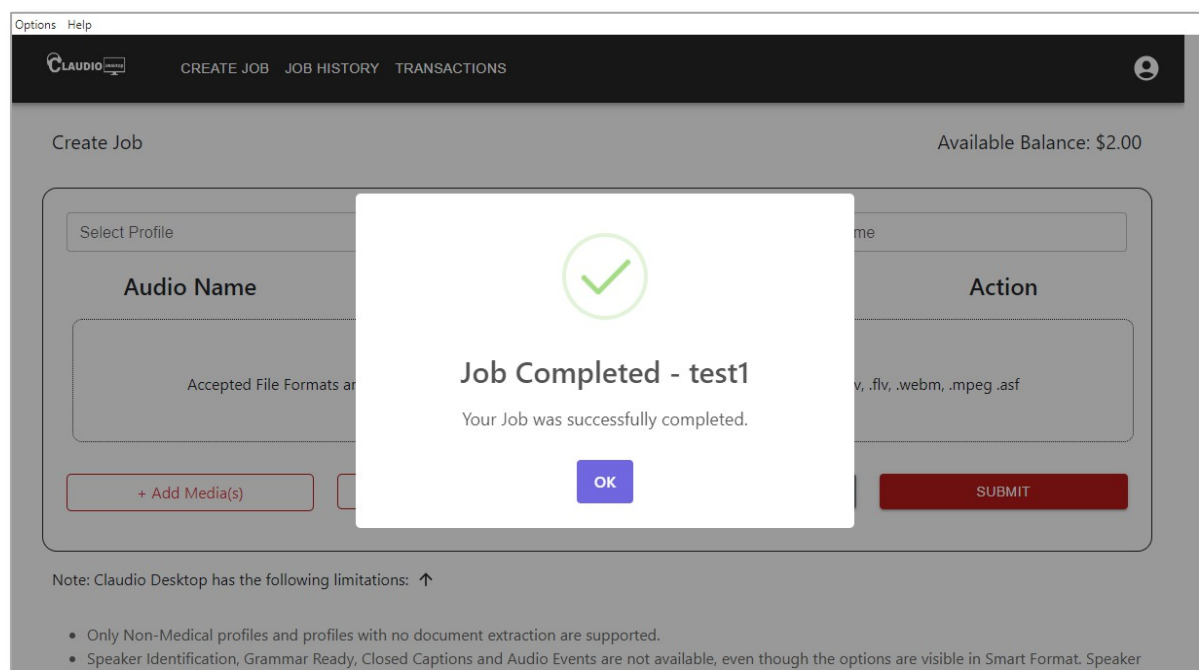 Options Help
CLAUDIO
CREATE JOB JOB HISTORY TRANSACTIONS
Create Job
Available Balance: $2.00
Select Profile
me
Audio Name
Action
Accepted File Formats ar
v, .flv, .webm, .mpeg .asf
Job Completed - test1
Your Job was successfully completed.
OK
+ Add Media(s)
SUBMIT
Note: Claudio Desktop has the following limitations: ↑
• Only Non-Medical profiles and profiles with no document extraction are supported.
• Speaker Identification, Grammar Ready, Closed Captions and Audio Events are not available, even though the options are visible in Smart Format. Speaker